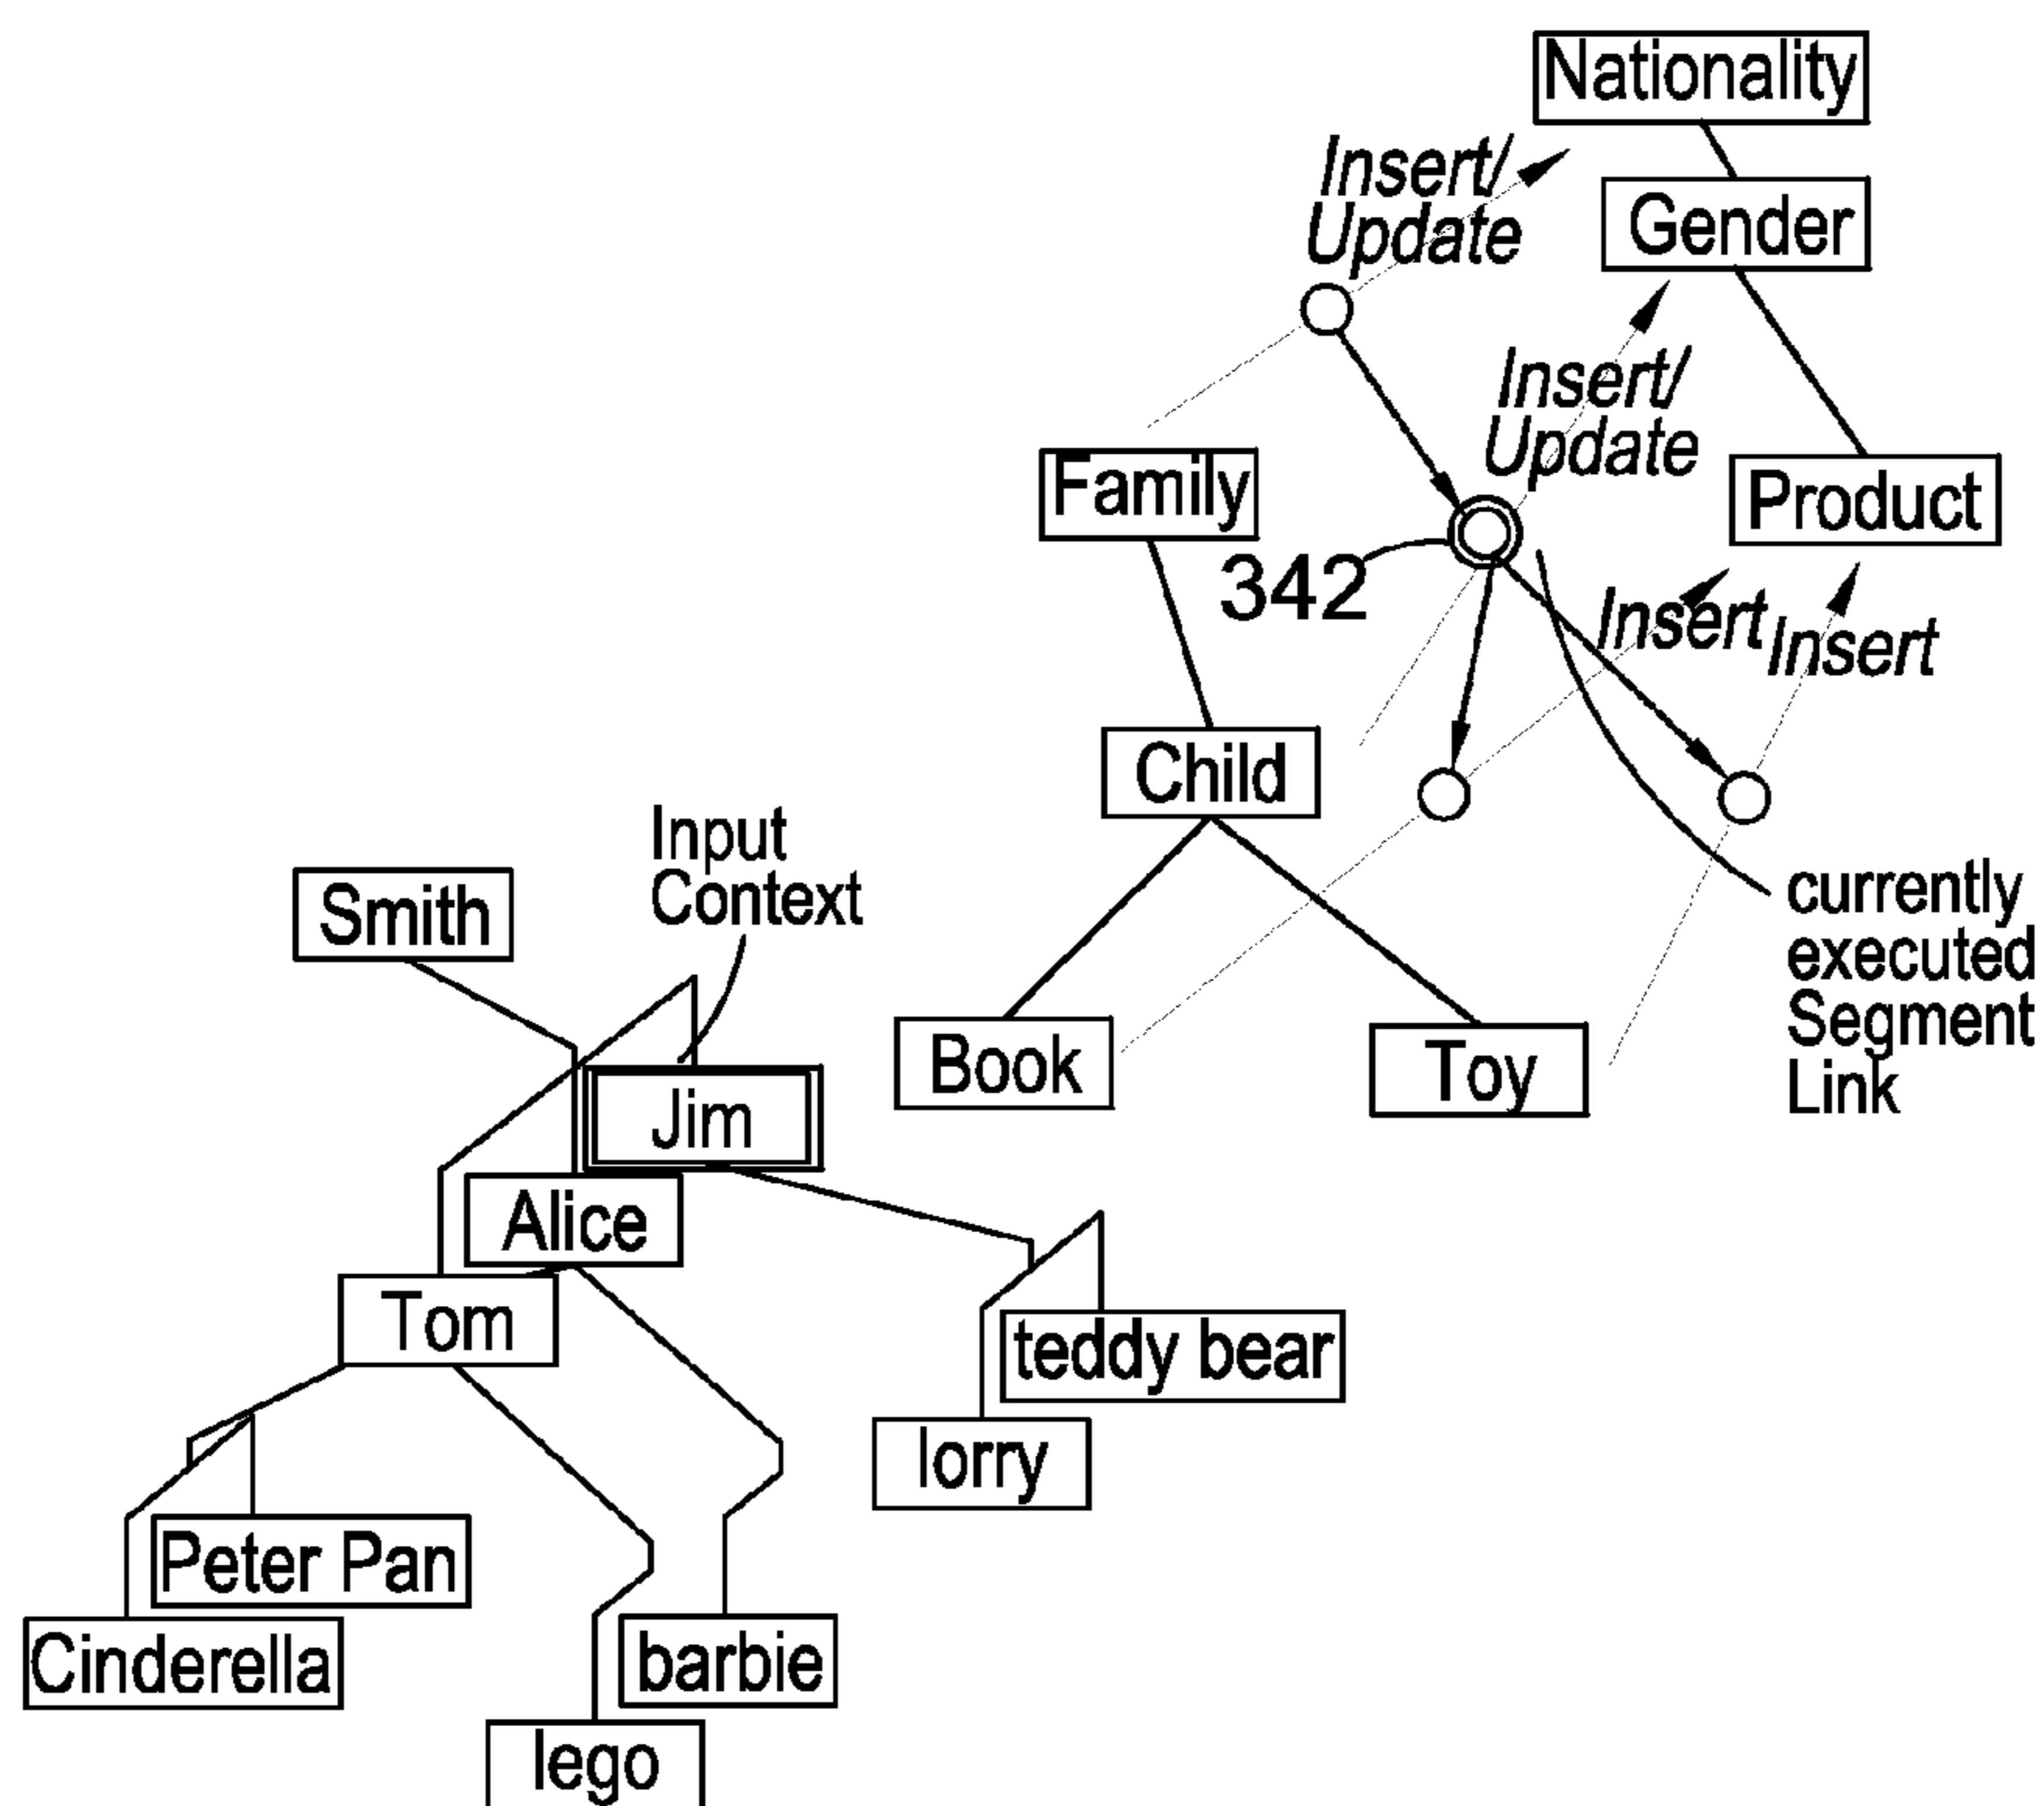 Nationality
Insert/
Update
Gender
Insert/
Update
Family
Product
342
Insert
Insert
Child
Input
Context
Smith
currently
executed
Segment
Link
Book
Toy
Jim
Alice
Tom
teddy bear
lorry
Peter Pan
Cinderella
barbie
lego